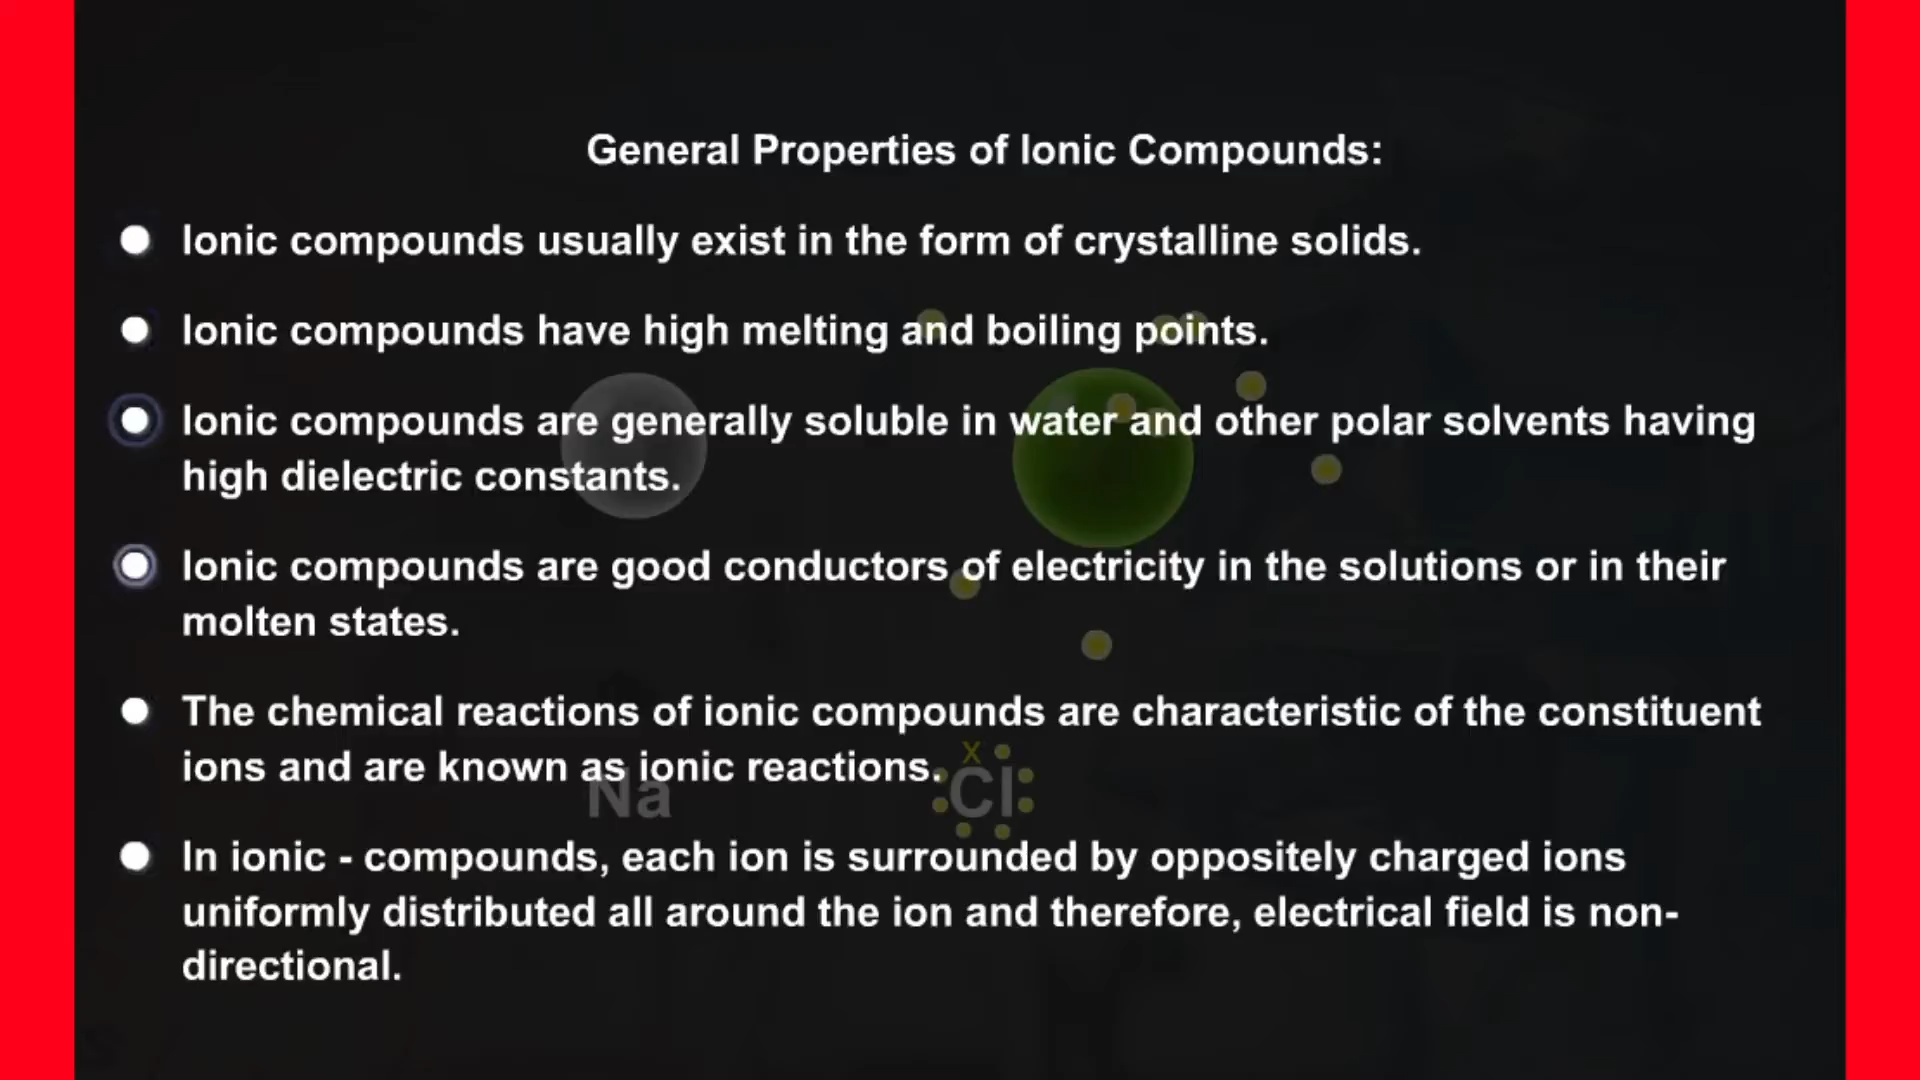 General Properties of Ionic Compounds:
Ionic compounds usually exist in the form of crystalline solids.
Ionic compounds have high melting and boiling points.
Ionic compounds are generally soluble in water and other polar solvents having
high dielectric constants.
Ionic compounds are good conductors of electricity in the solutions or in their
molten states.
The chemical reactions of ionic compounds are characteristic of the constituent
ions and are known as ionic reactions.
Na
x
Cl
In ionic - compounds, each ion is surrounded by oppositely charged ions
uniformly distributed all around the ion and therefore, electrical field is non-
directional.